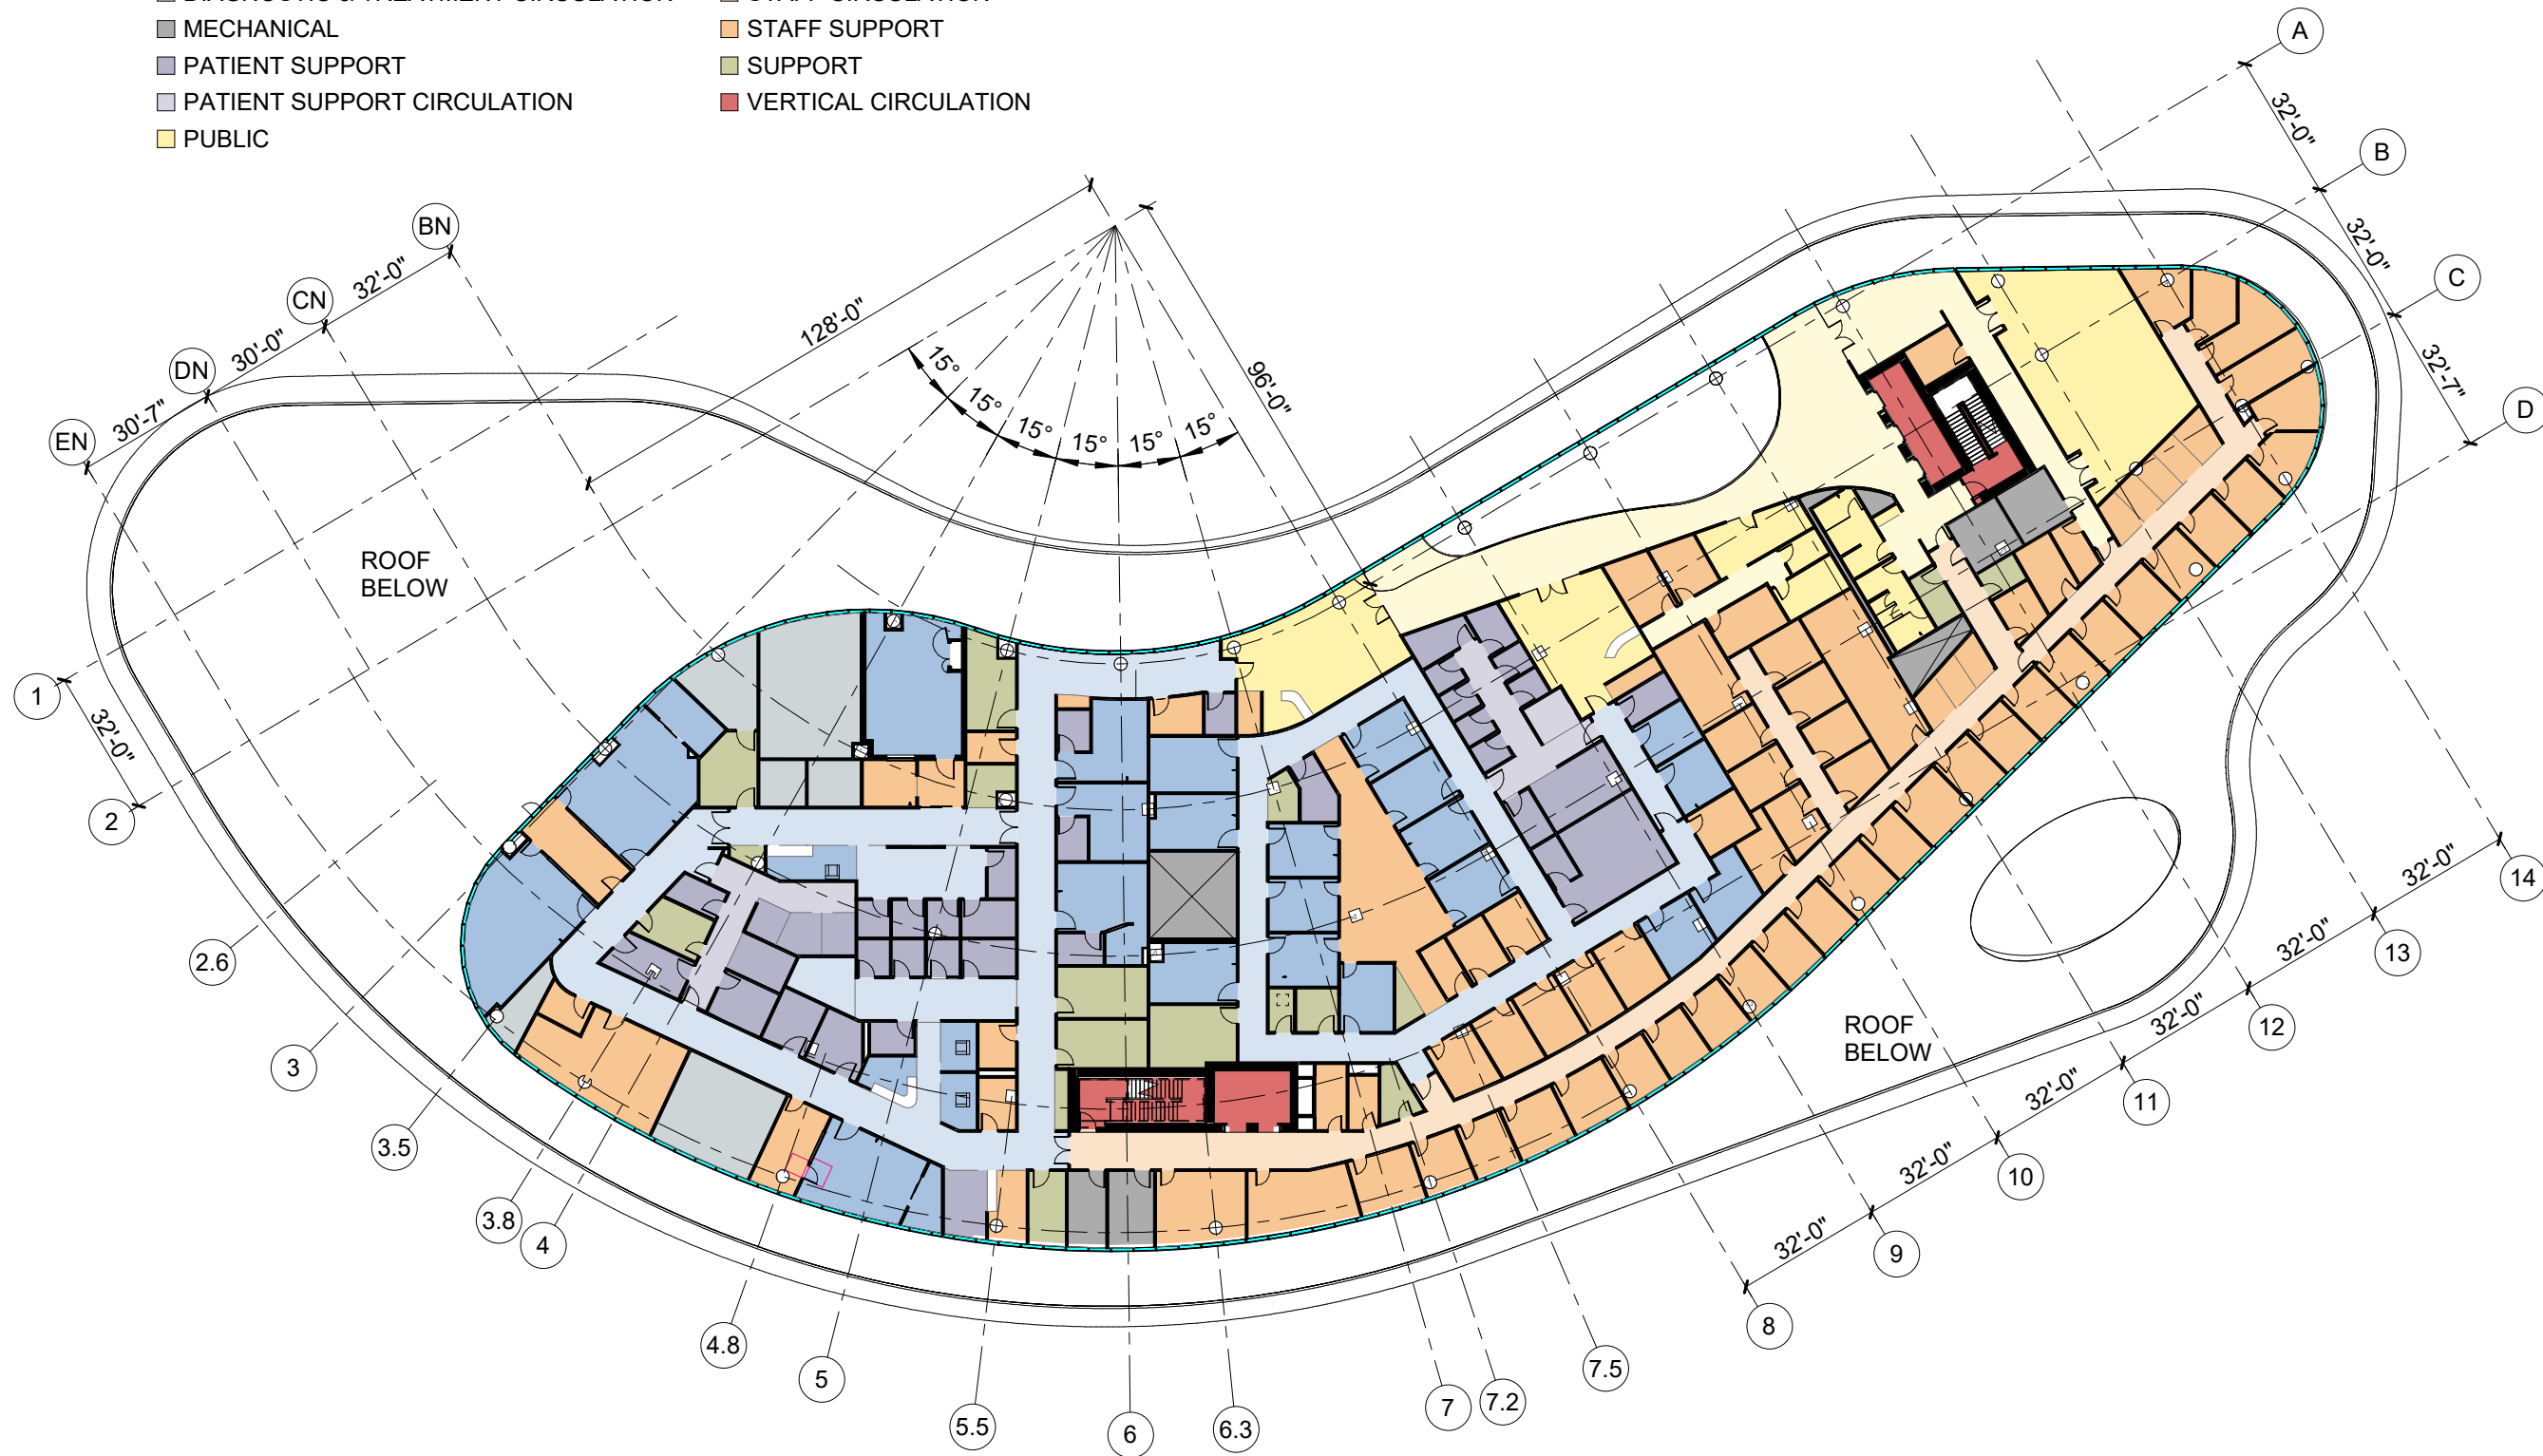 MECHANICAL
STAFF SUPPORT
PATIENT SUPPORT
SUPPORT
PATIENT SUPPORT CIRCULATION
VERTICAL CIRCULATION
PUBLIC
A
32'-0"
B
32'-0"
C
32'-7"
D
BN
32'-0"
CN
30'-0"
DN
30'-7"
EN
128'-0"
96'-0"
15°
15°
15°
15°
15°
15°
ROOF
BELOW
1
32'-0"
2
2.6
3
3.5
3.8
4
4.8
5
5.5
6
6.3
7
7.2
7.5
8
32'-0"
9
32'-0"
10
32'-0"
11
32'-0"
12
32'-0"
13
32'-0"
14
ROOF
BELOW